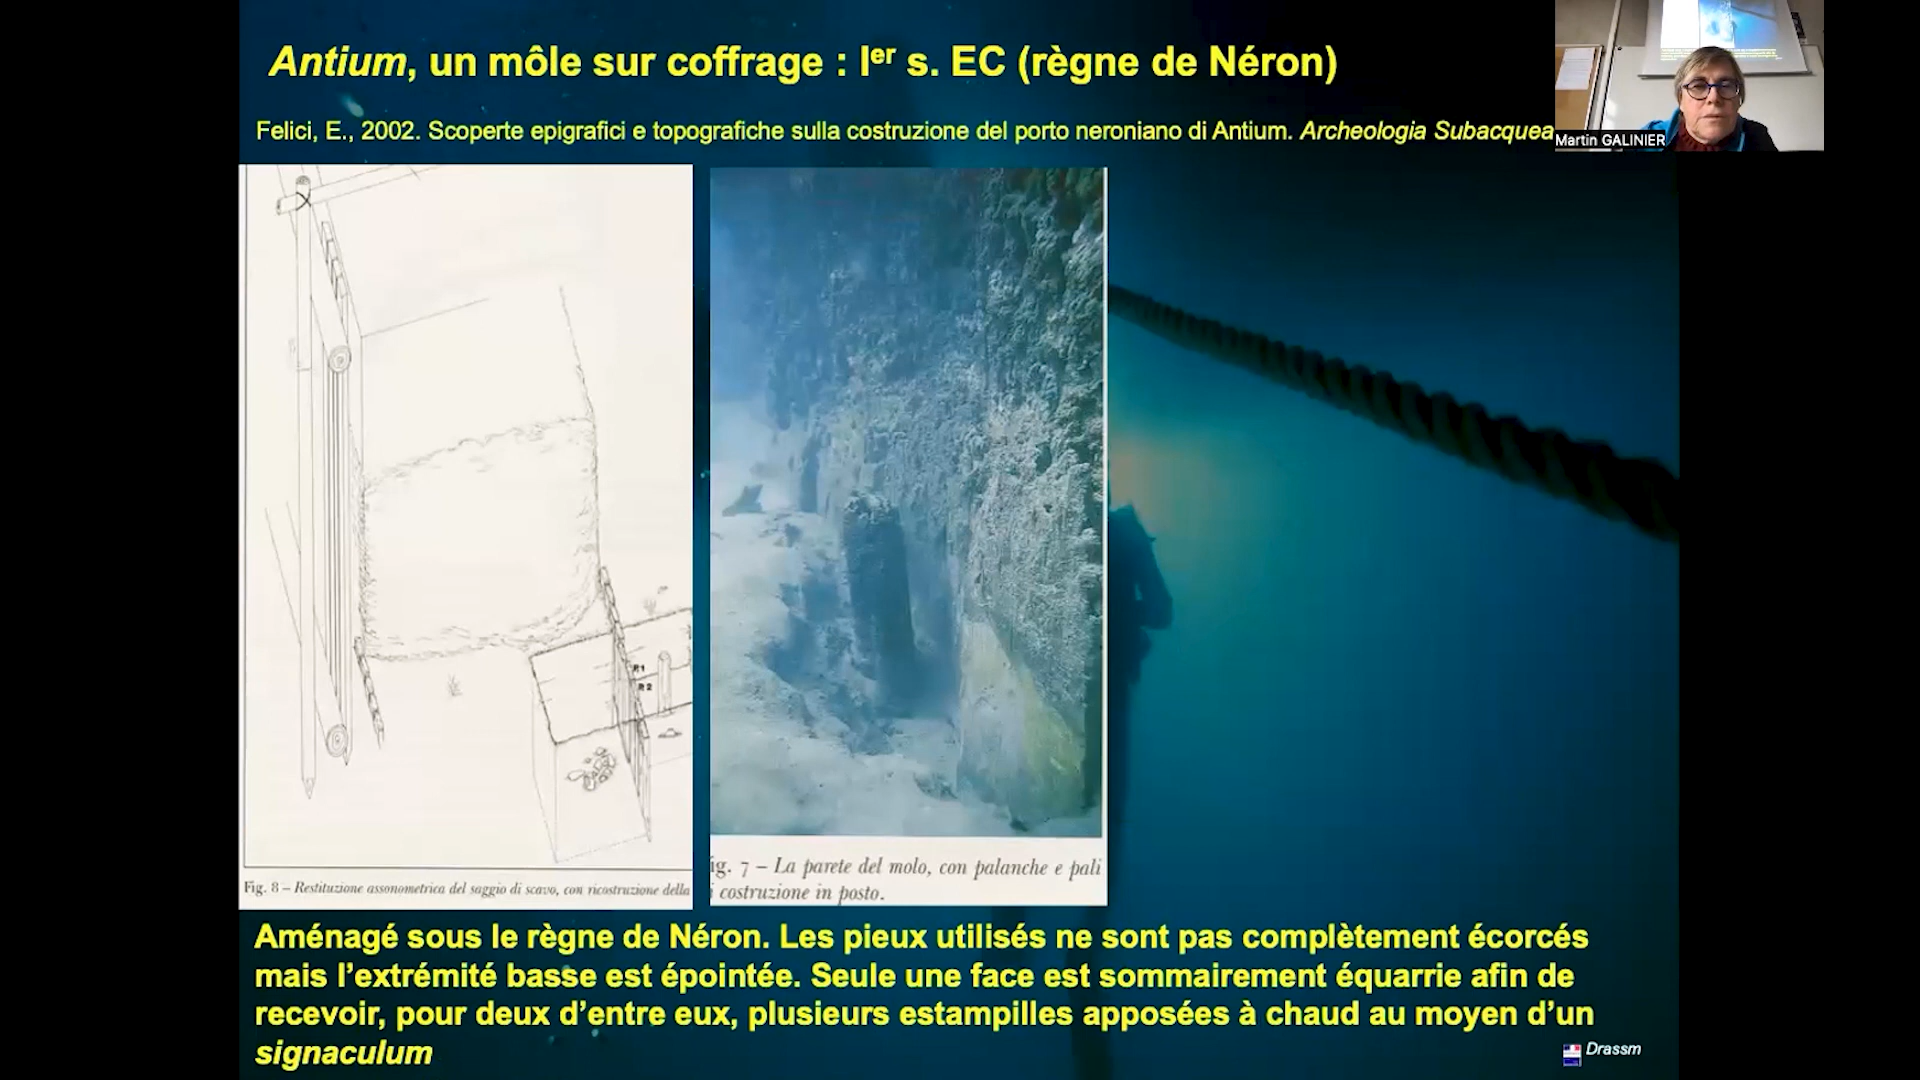 Antium, un môle sur coffrage : Ier s. EC (règne de Néron)
Felici, E., 2002. Scoperte epigrafici e topografiche sulla costruzione del porto neroniano di Antium. Archeologia Subacquea
Martin GALINIER
R1
R2
Fig. 8 – Restituzione assonometrica del saggio di scavo, con ricostruzione della
ig. 7 – La parete del molo, con palanche e pali
i costruzione in posto.
Aménagé sous le règne de Néron. Les pieux utilisés ne sont pas complètement écorcés
mais l’extrémité basse est épointée. Seule une face est sommairement équarrie afin de
recevoir, pour deux d’entre eux, plusieurs estampilles apposées à chaud au moyen d’un
signaculum
Drassm